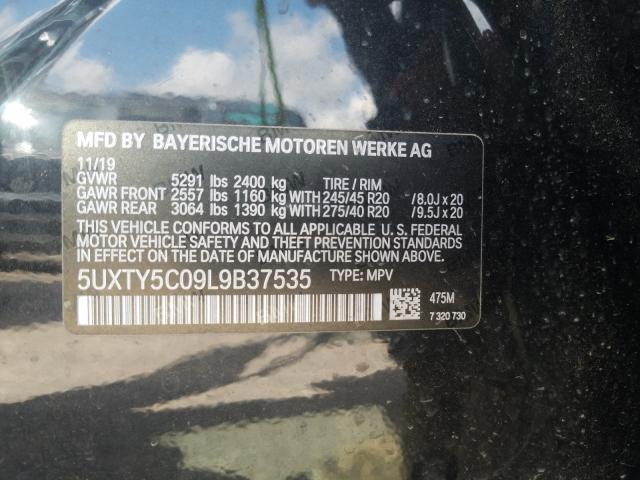 MFD BY BAYERISCHE MOTOREN WERKE AG
11/19
GVWR 5291 lbs 2400 kg TIRE / RIM
GAWR FRONT 2557 lbs 1160 kg WITH 245/45 R20 /8.0J x 20
GAWR REAR 3064 lbs 1390 kg WITH 275/40 R20 /9.5J x 20
THIS VEHICLE CONFORMS TO ALL APPLICABLE U. S. FEDERAL
MOTOR VEHICLE SAFETY AND THEFT PREVENTION STANDARDS
IN EFFECT ON THE DATE OF MANUFACTURE SHOWN ABOVE.
5UXTY5C09L9B37535 TYPE: MPV
475M
7 320 730